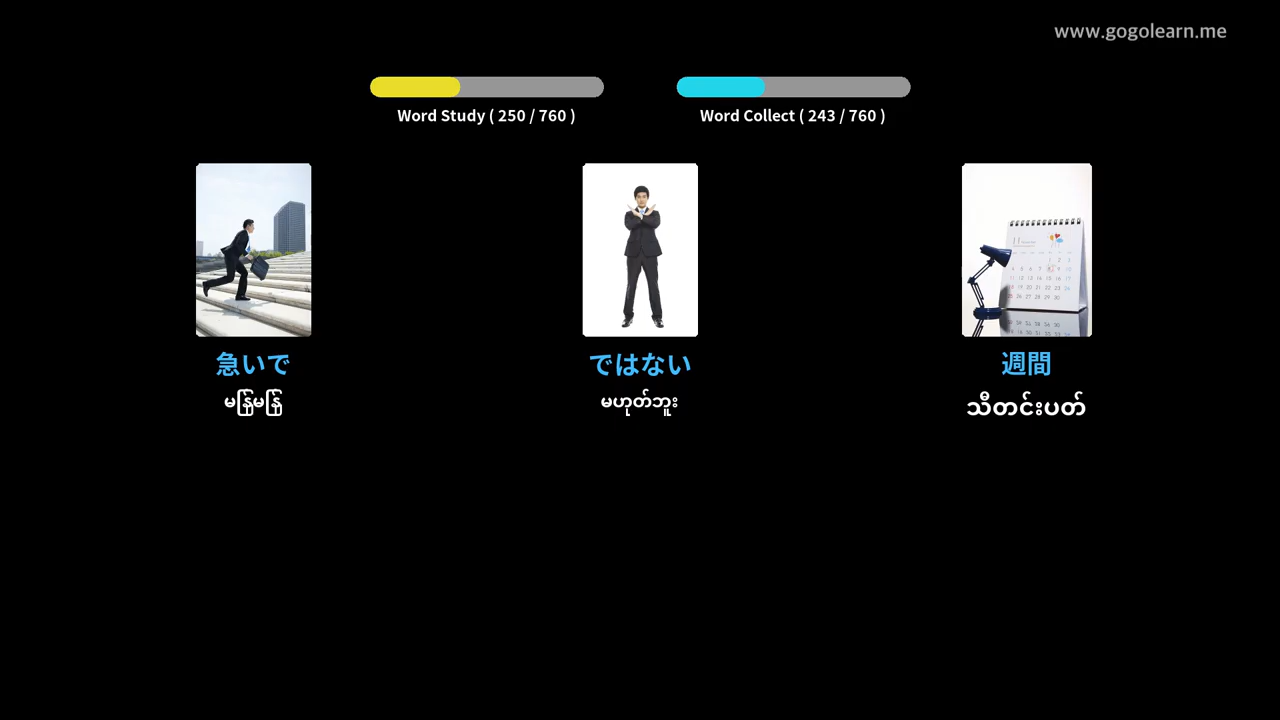 www.gogolearn.me
Word Study ( 250 / 760 )
Word Collect ( 243 / 760 )
急いで
ではない
週間
မြန်မြန်
မဟုတ်ဘူး
သီတင်းပတ်